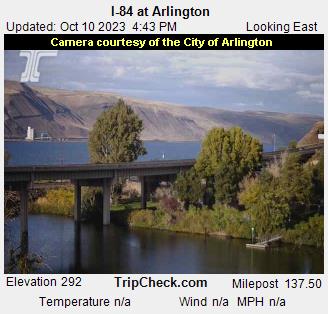 I-84 at Arlington
Updated: Oct 10 2023 4:43 PM Looking East
Camera courtesy of the City of Arlington
Elevation 292 TripCheck.com Milepost 137.50
Temperature n/a Wind n/a MPH n/a